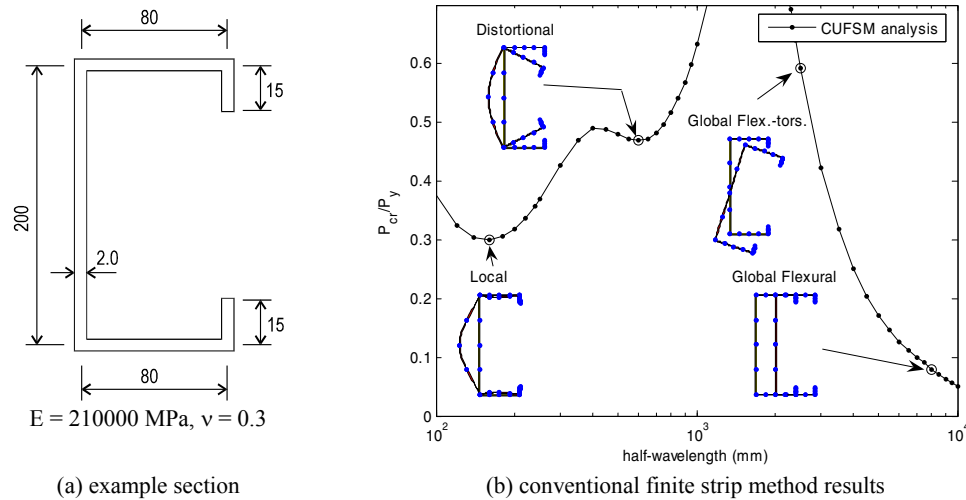 80
200
15
2.0
15
80
E = 210000 MPa, ν = 0.3
(a) example section
CUFSM analysis
Distortional
Global Flex.-tors.
Local
Global Flexural
P_cr/P_y
0.6
0.5
0.4
0.3
0.2
0.1
0
10^2
10^3
10^4
half-wavelength (mm)
(b) conventional finite strip method results